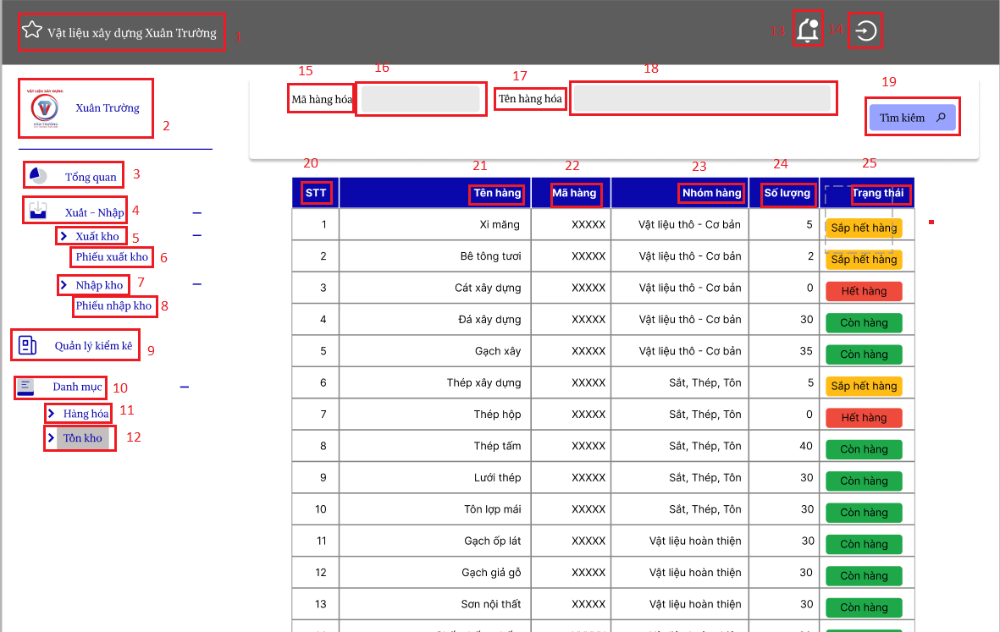 Vật liệu xây dựng Xuân Trường 1
13 14
15 16 17 18
Mã hàng hóa Tên hàng hóa 19
Tìm kiếm
VẬT LIỆU XÂY DỰNG
Xuân Trường 2
Tổng quan 3
Xuất - Nhập 4
Xuất kho 5
Phiếu xuất kho 6
Nhập kho 7
Phiếu nhập kho 8
Quản lý kiểm kê 9
Danh mục 10
Hàng hóa 11
Tồn kho 12
20 21 22 23 24 25
STT Tên hàng Mã hàng Nhóm hàng Số lượng Trạng thái
1 Xi măng XXXXX Vật liệu thô - Cơ bản 5 Sắp hết hàng
2 Bê tông tươi XXXXX Vật liệu thô - Cơ bản 2 Sắp hết hàng
3 Cát xây dựng XXXXX Vật liệu thô - Cơ bản 0 Hết hàng
4 Đá xây dựng XXXXX Vật liệu thô - Cơ bản 30 Còn hàng
5 Gạch xây XXXXX Vật liệu thô - Cơ bản 35 Còn hàng
6 Thép xây dựng XXXXX Sắt, Thép, Tôn 5 Sắp hết hàng
7 Thép hộp XXXXX Sắt, Thép, Tôn 0 Hết hàng
8 Thép tấm XXXXX Sắt, Thép, Tôn 40 Còn hàng
9 Lưới thép XXXXX Sắt, Thép, Tôn 30 Còn hàng
10 Tôn lợp mái XXXXX Sắt, Thép, Tôn 30 Còn hàng
11 Gạch ốp lát XXXXX Vật liệu hoàn thiện 30 Còn hàng
12 Gạch giả gỗ XXXXX Vật liệu hoàn thiện 30 Còn hàng
13 Sơn nội thất XXXXX Vật liệu hoàn thiện 30 Còn hàng